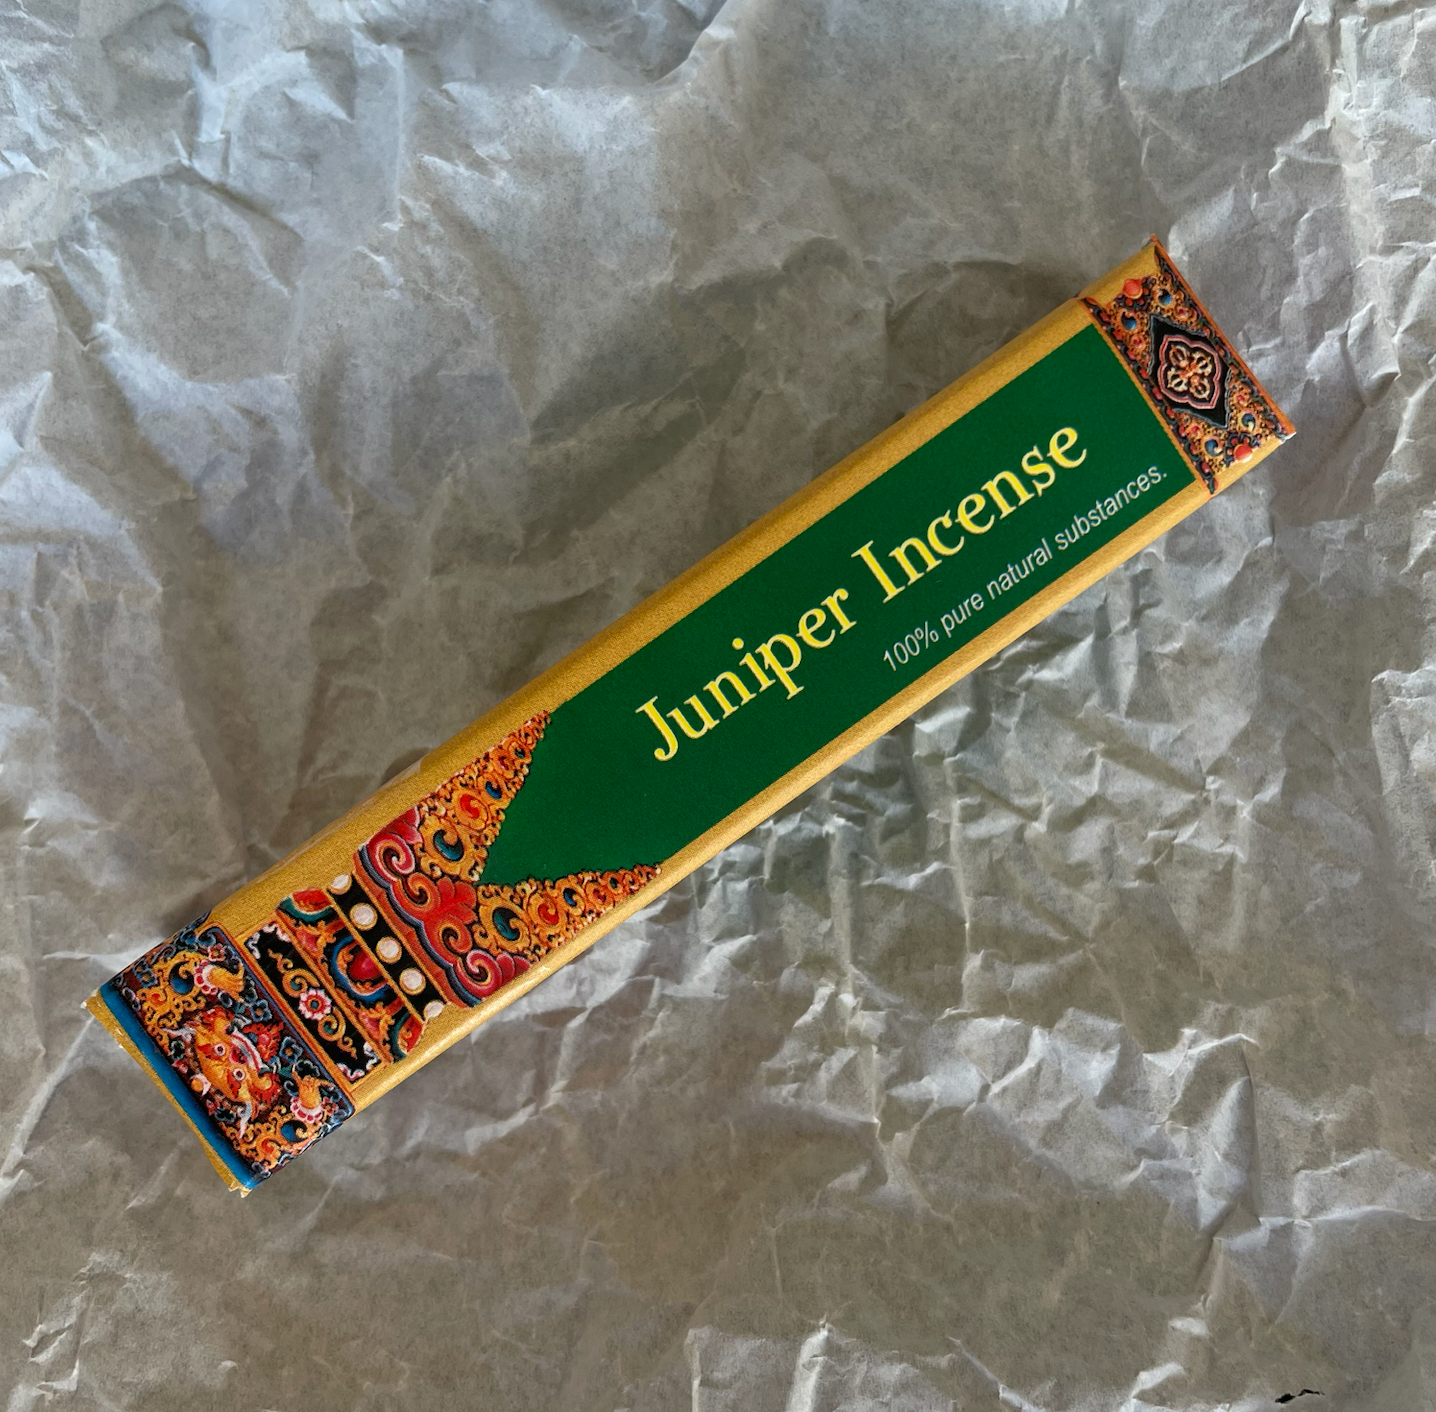 Juniper Incense
100% pure natural substances.